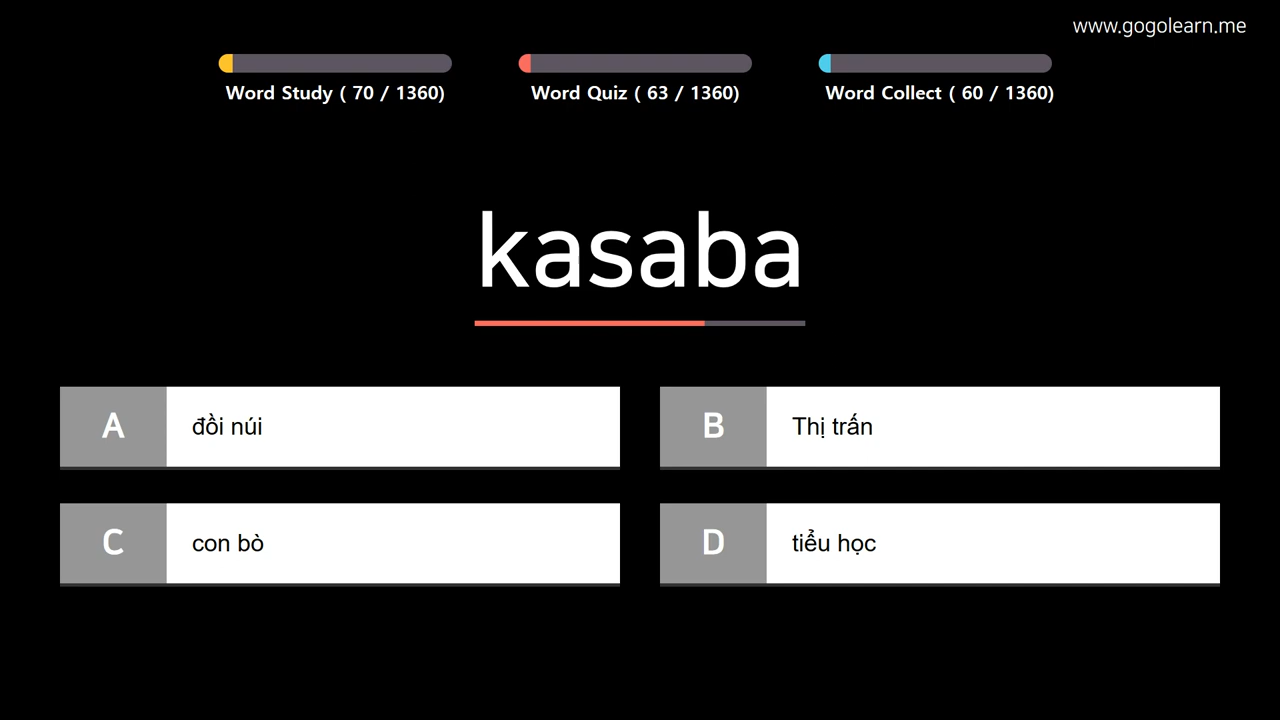 www.gogolearn.me
Word Study ( 70 / 1360)
Word Quiz ( 63 / 1360)
Word Collect ( 60 / 1360)
kasaba
A đồi núi
B Thị trấn
C con bò
D tiểu học